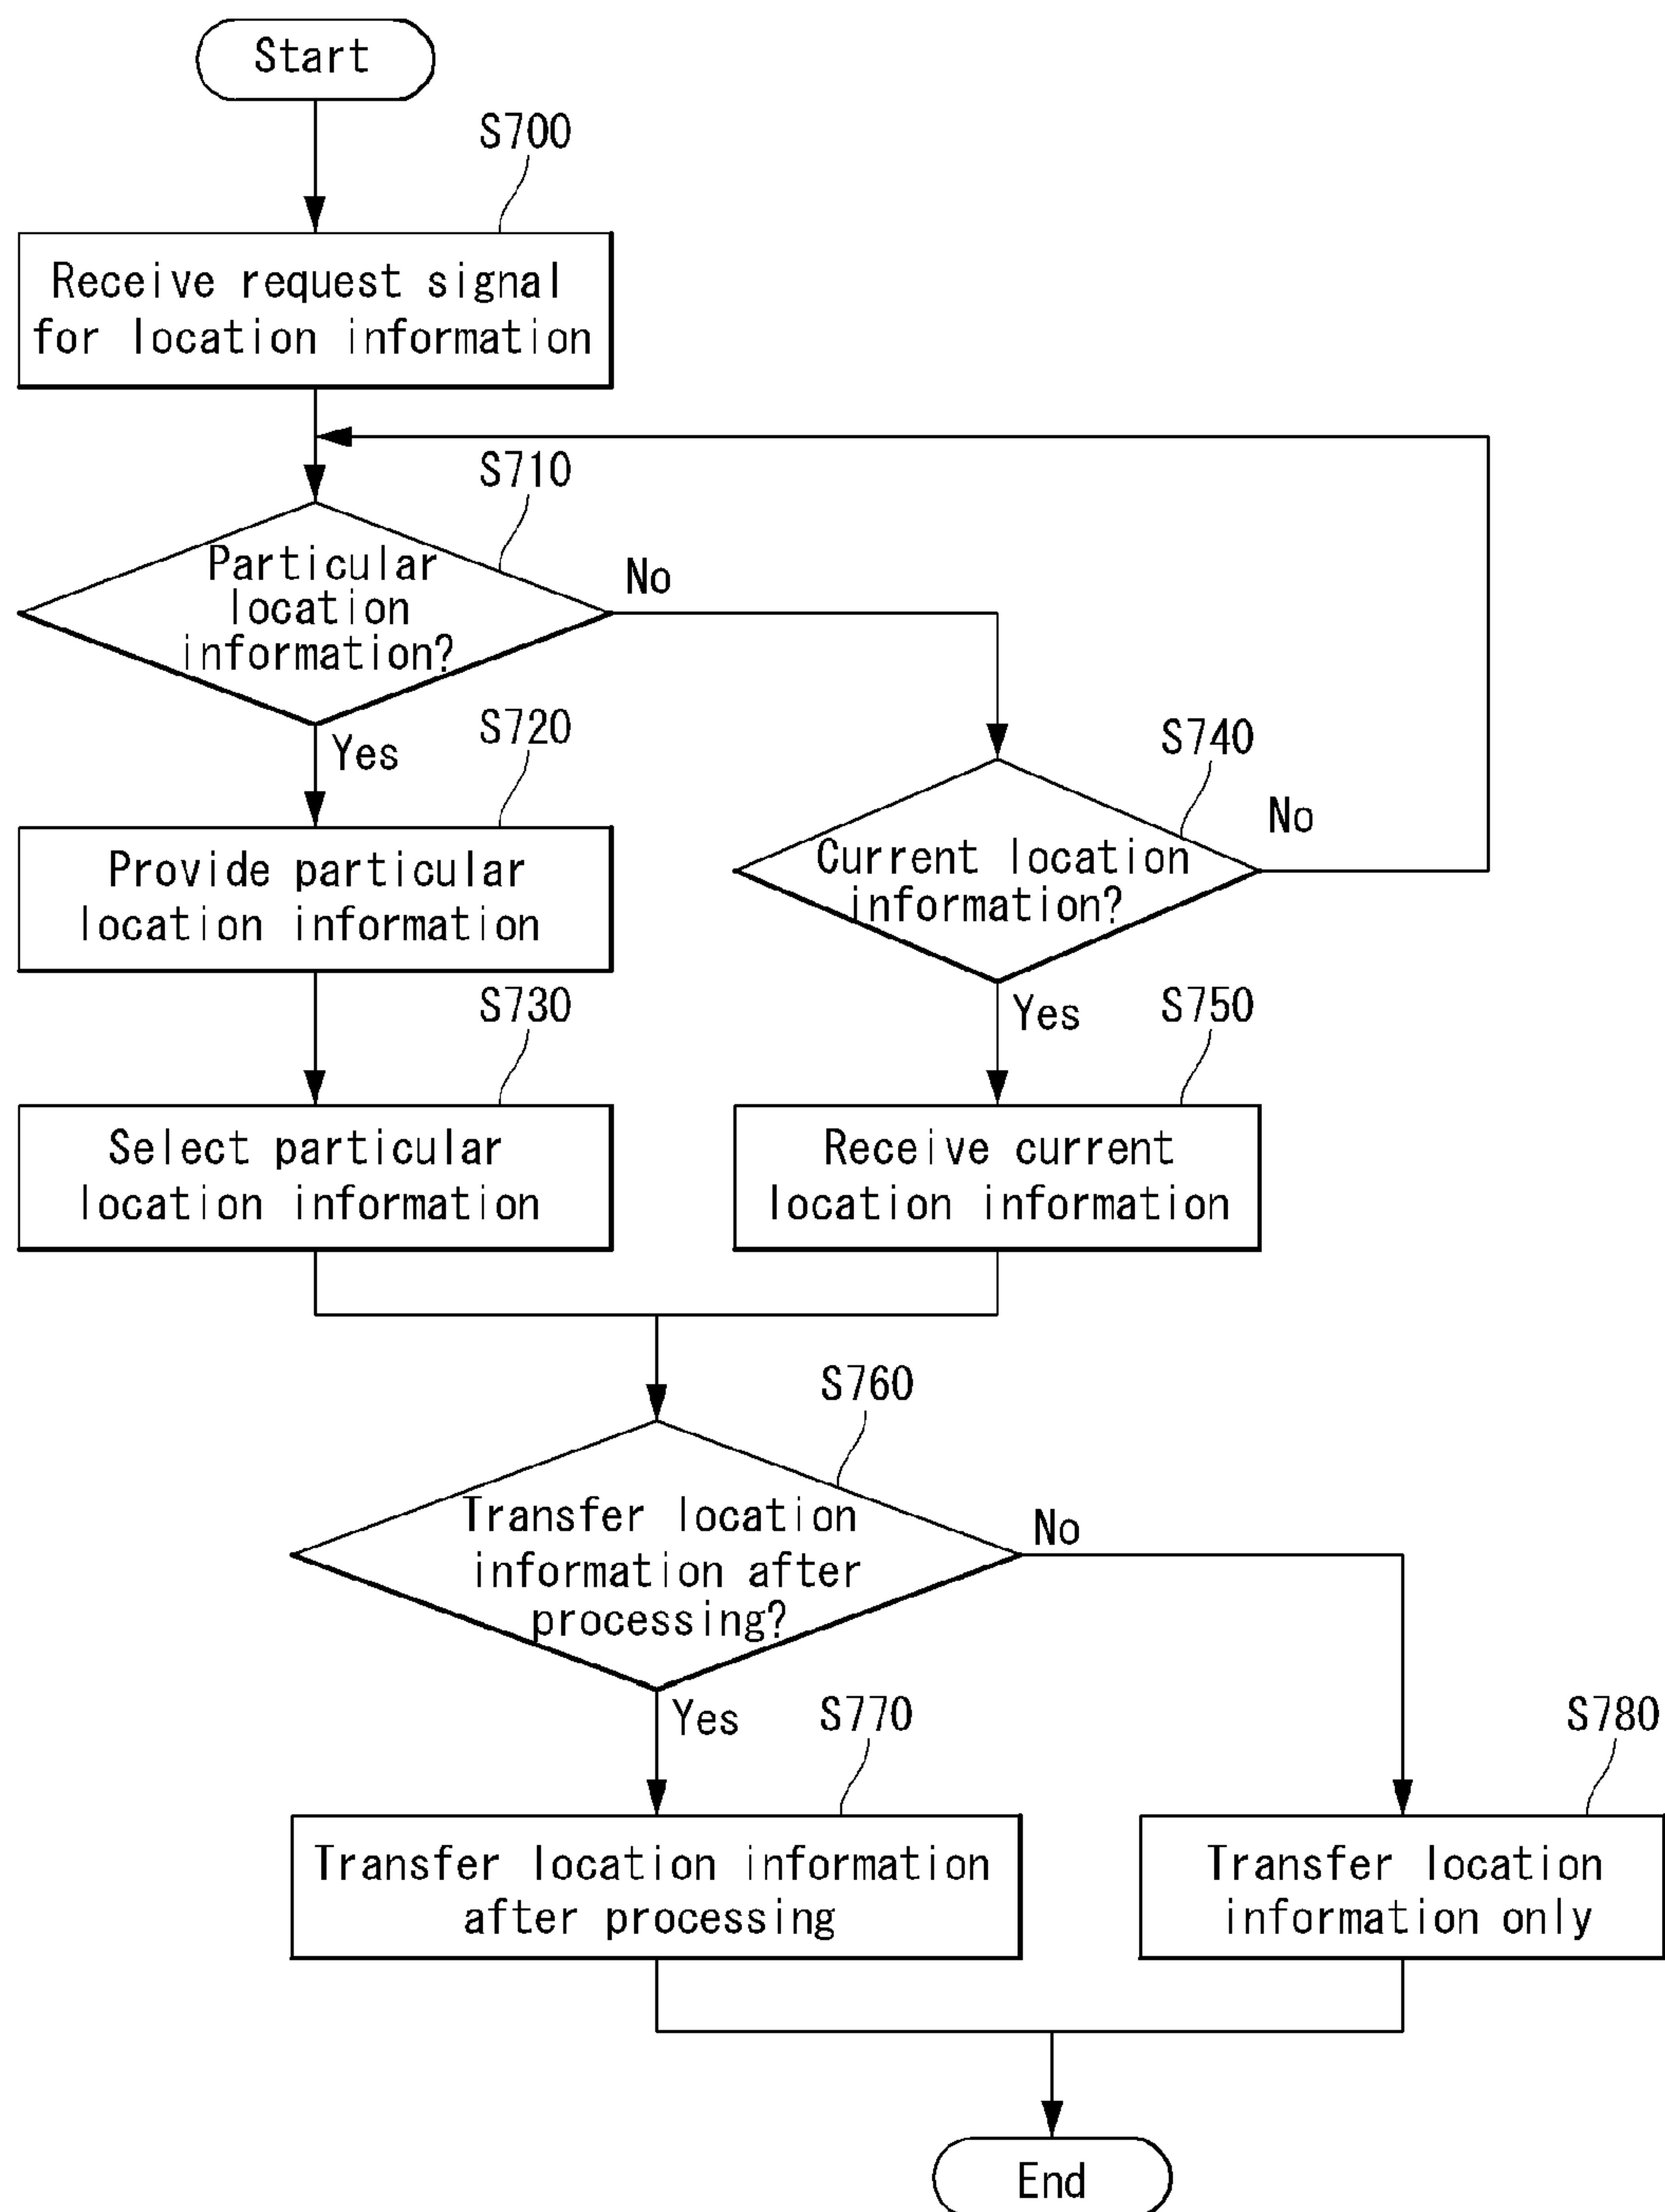 Start
S700
Receive request signal
for location information
S710
Particular
location
information?
No
Yes
S720
S740
Provide particular
location information
Current location
information?
No
S730
Yes
S750
Select particular
location information
Receive current
location information
S760
Transfer location
information after
processing?
No
Yes
S770
S780
Transfer location information
after processing
Transfer location
information only
End